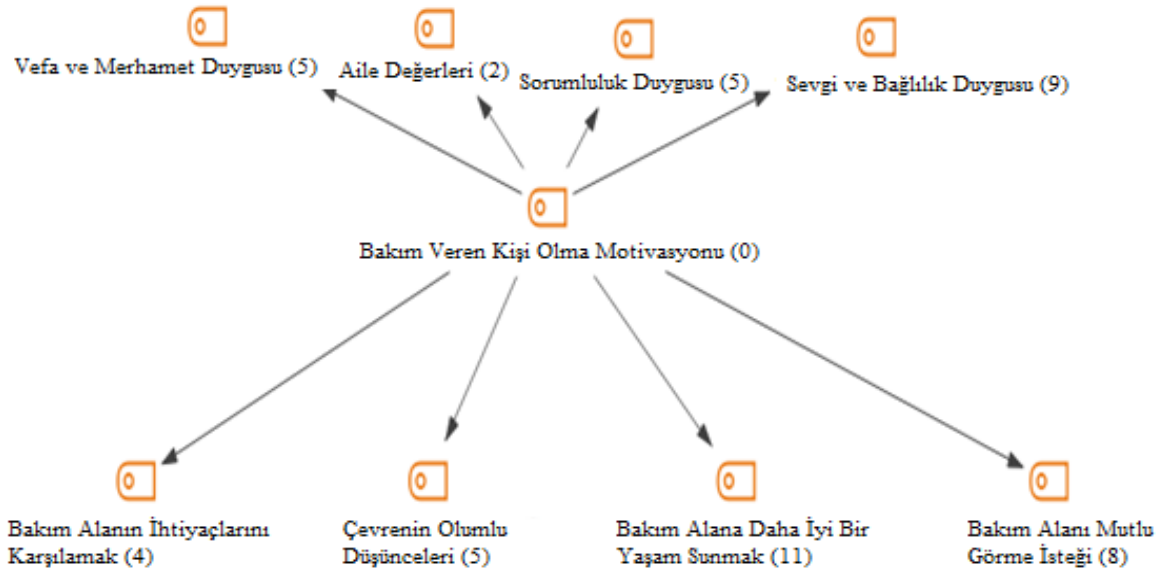 Vefa ve Merhamet Duygusu (5)
Aile Değerleri (2)
Sorumluluk Duygusu (5)
Sevgi ve Bağlılık Duygusu (9)
Bakım Veren Kişi Olma Motivasyonu (0)
Bakım Alanın İhtiyaçlarını
Karşılamak (4)
Çevrenin Olumlu
Düşünceleri (5)
Bakım Alana Daha İyi Bir
Yaşam Sunmak (11)
Bakım Alanı Mutlu
Görme İsteği (8)